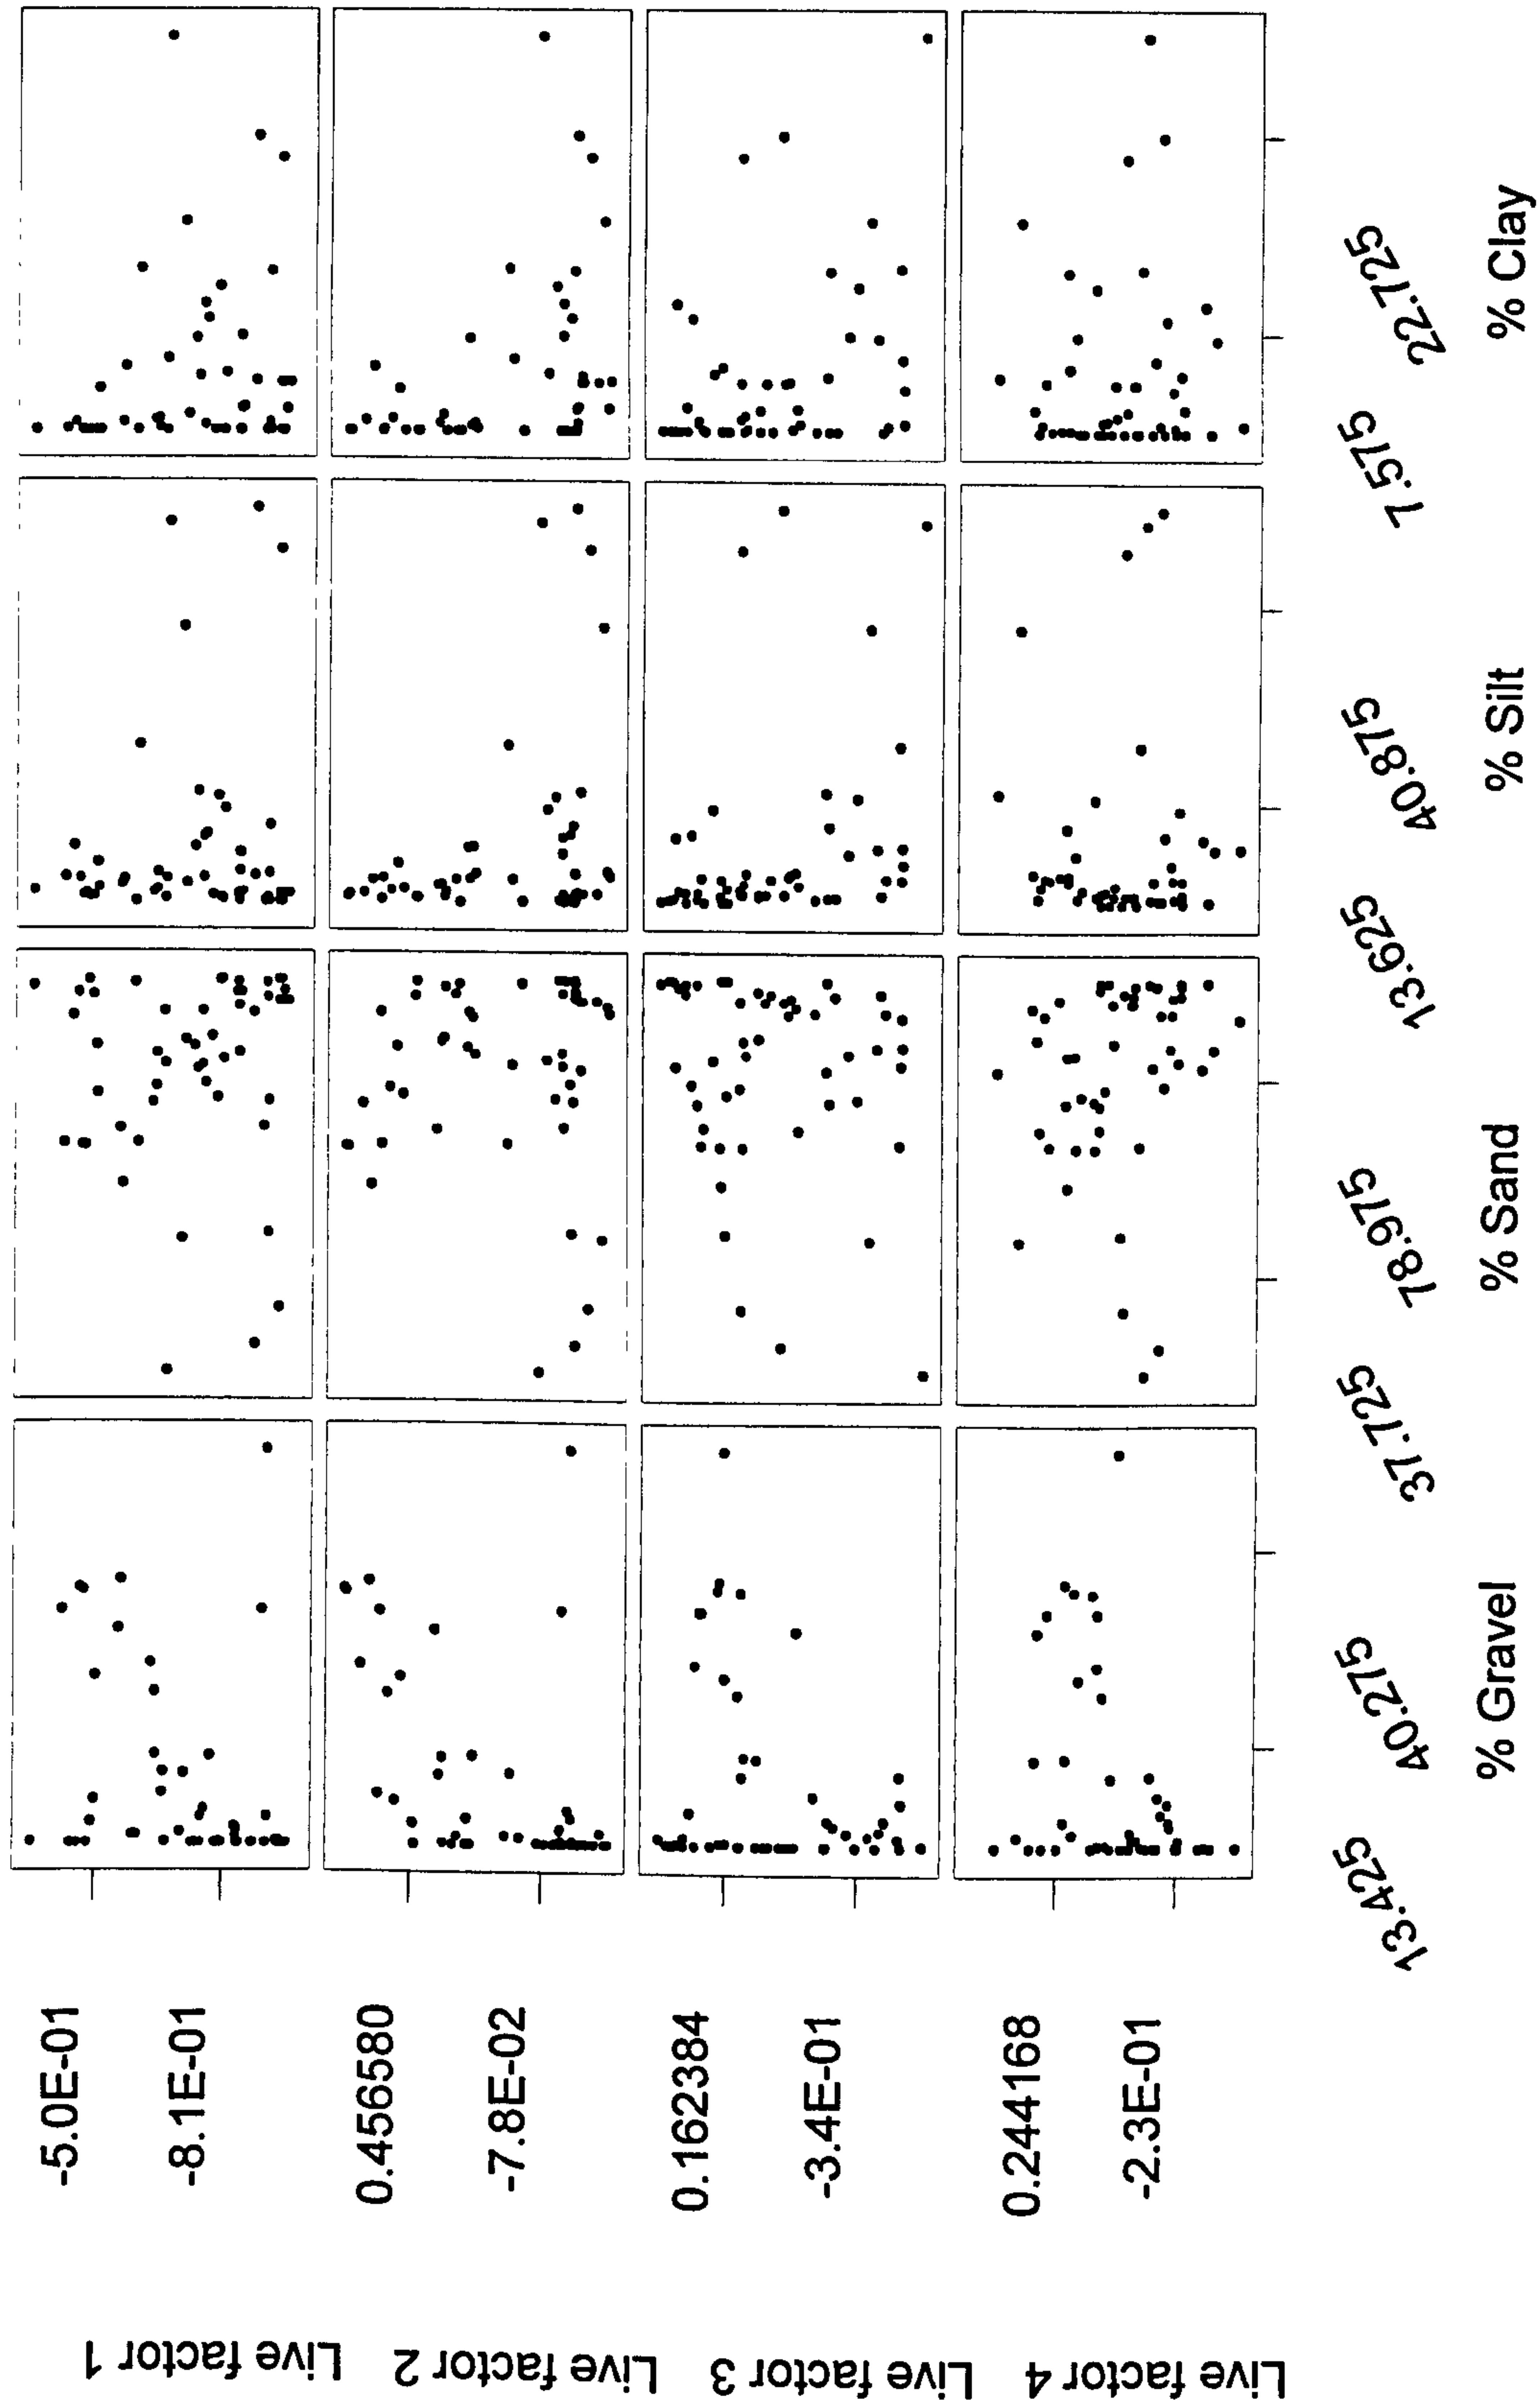 Live factor 1
-5.0E-01
-8.1E-01
Live factor 2
0.456580
-7.8E-02
Live factor 3
0.162384
-3.4E-01
Live factor 4
0.244168
-2.3E-01
13.425
40.275
37.725
78.975
13.625
40.875
7.575
22.725
% Gravel
% Sand
% Silt
% Clay